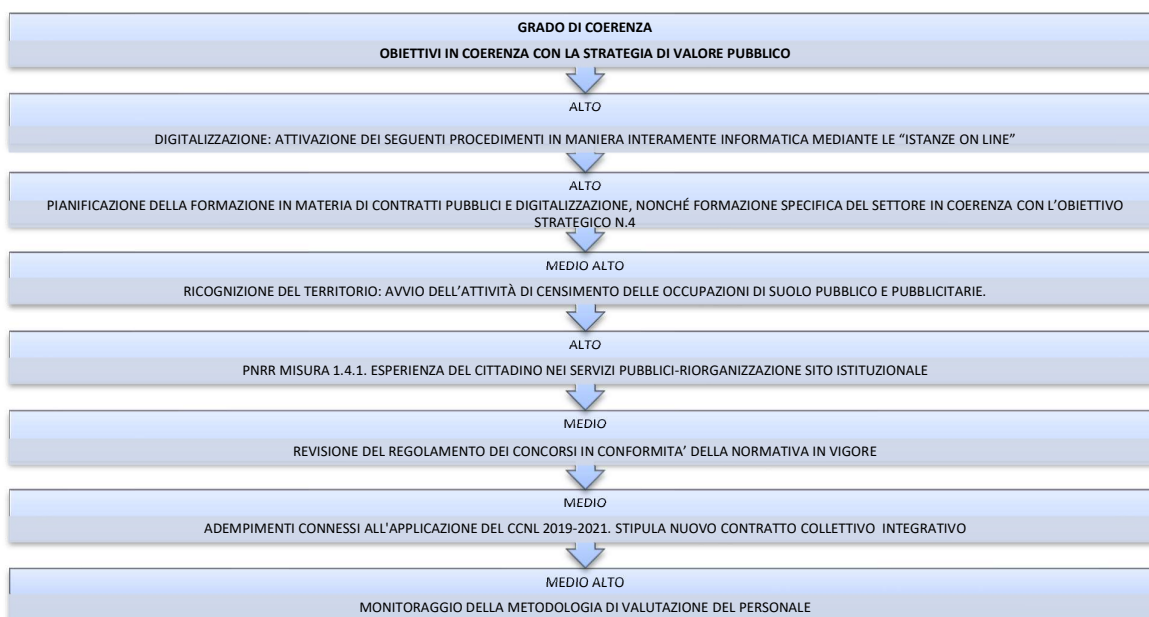 GRADO DI COERENZA
OBIETTIVI IN COERENZA CON LA STRATEGIA DI VALORE PUBBLICO
ALTO
DIGITALIZZAZIONE: ATTIVAZIONE DEI SEGUENTI PROCEDIMENTI IN MANIERA INTERAMENTE INFORMATICA MEDIANTE LE “ISTANZE ON LINE”
ALTO
PIANIFICAZIONE DELLA FORMAZIONE IN MATERIA DI CONTRATTI PUBBLICI E DIGITALIZZAZIONE, NONCHÉ FORMAZIONE SPECIFICA DEL SETTORE IN COERENZA CON L’OBIETTIVO
STRATEGICO N.4
MEDIO ALTO
RICOGNIZIONE DEL TERRITORIO: AVVIO DELL’ATTIVITÀ DI CENSIMENTO DELLE OCCUPAZIONI DI SUOLO PUBBLICO E PUBBLICITARIE.
ALTO
PNRR MISURA 1.4.1. ESPERIENZA DEL CITTADINO NEI SERVIZI PUBBLICI-RIORGANIZZAZIONE SITO ISTITUZIONALE
MEDIO
REVISIONE DEL REGOLAMENTO DEI CONCORSI IN CONFORMITA’ DELLA NORMATIVA IN VIGORE
MEDIO
ADEMPIMENTI CONNESSI ALL'APPLICAZIONE DEL CCNL 2019-2021. STIPULA NUOVO CONTRATTO COLLETTIVO INTEGRATIVO
MEDIO ALTO
MONITORAGGIO DELLA METODOLOGIA DI VALUTAZIONE DEL PERSONALE